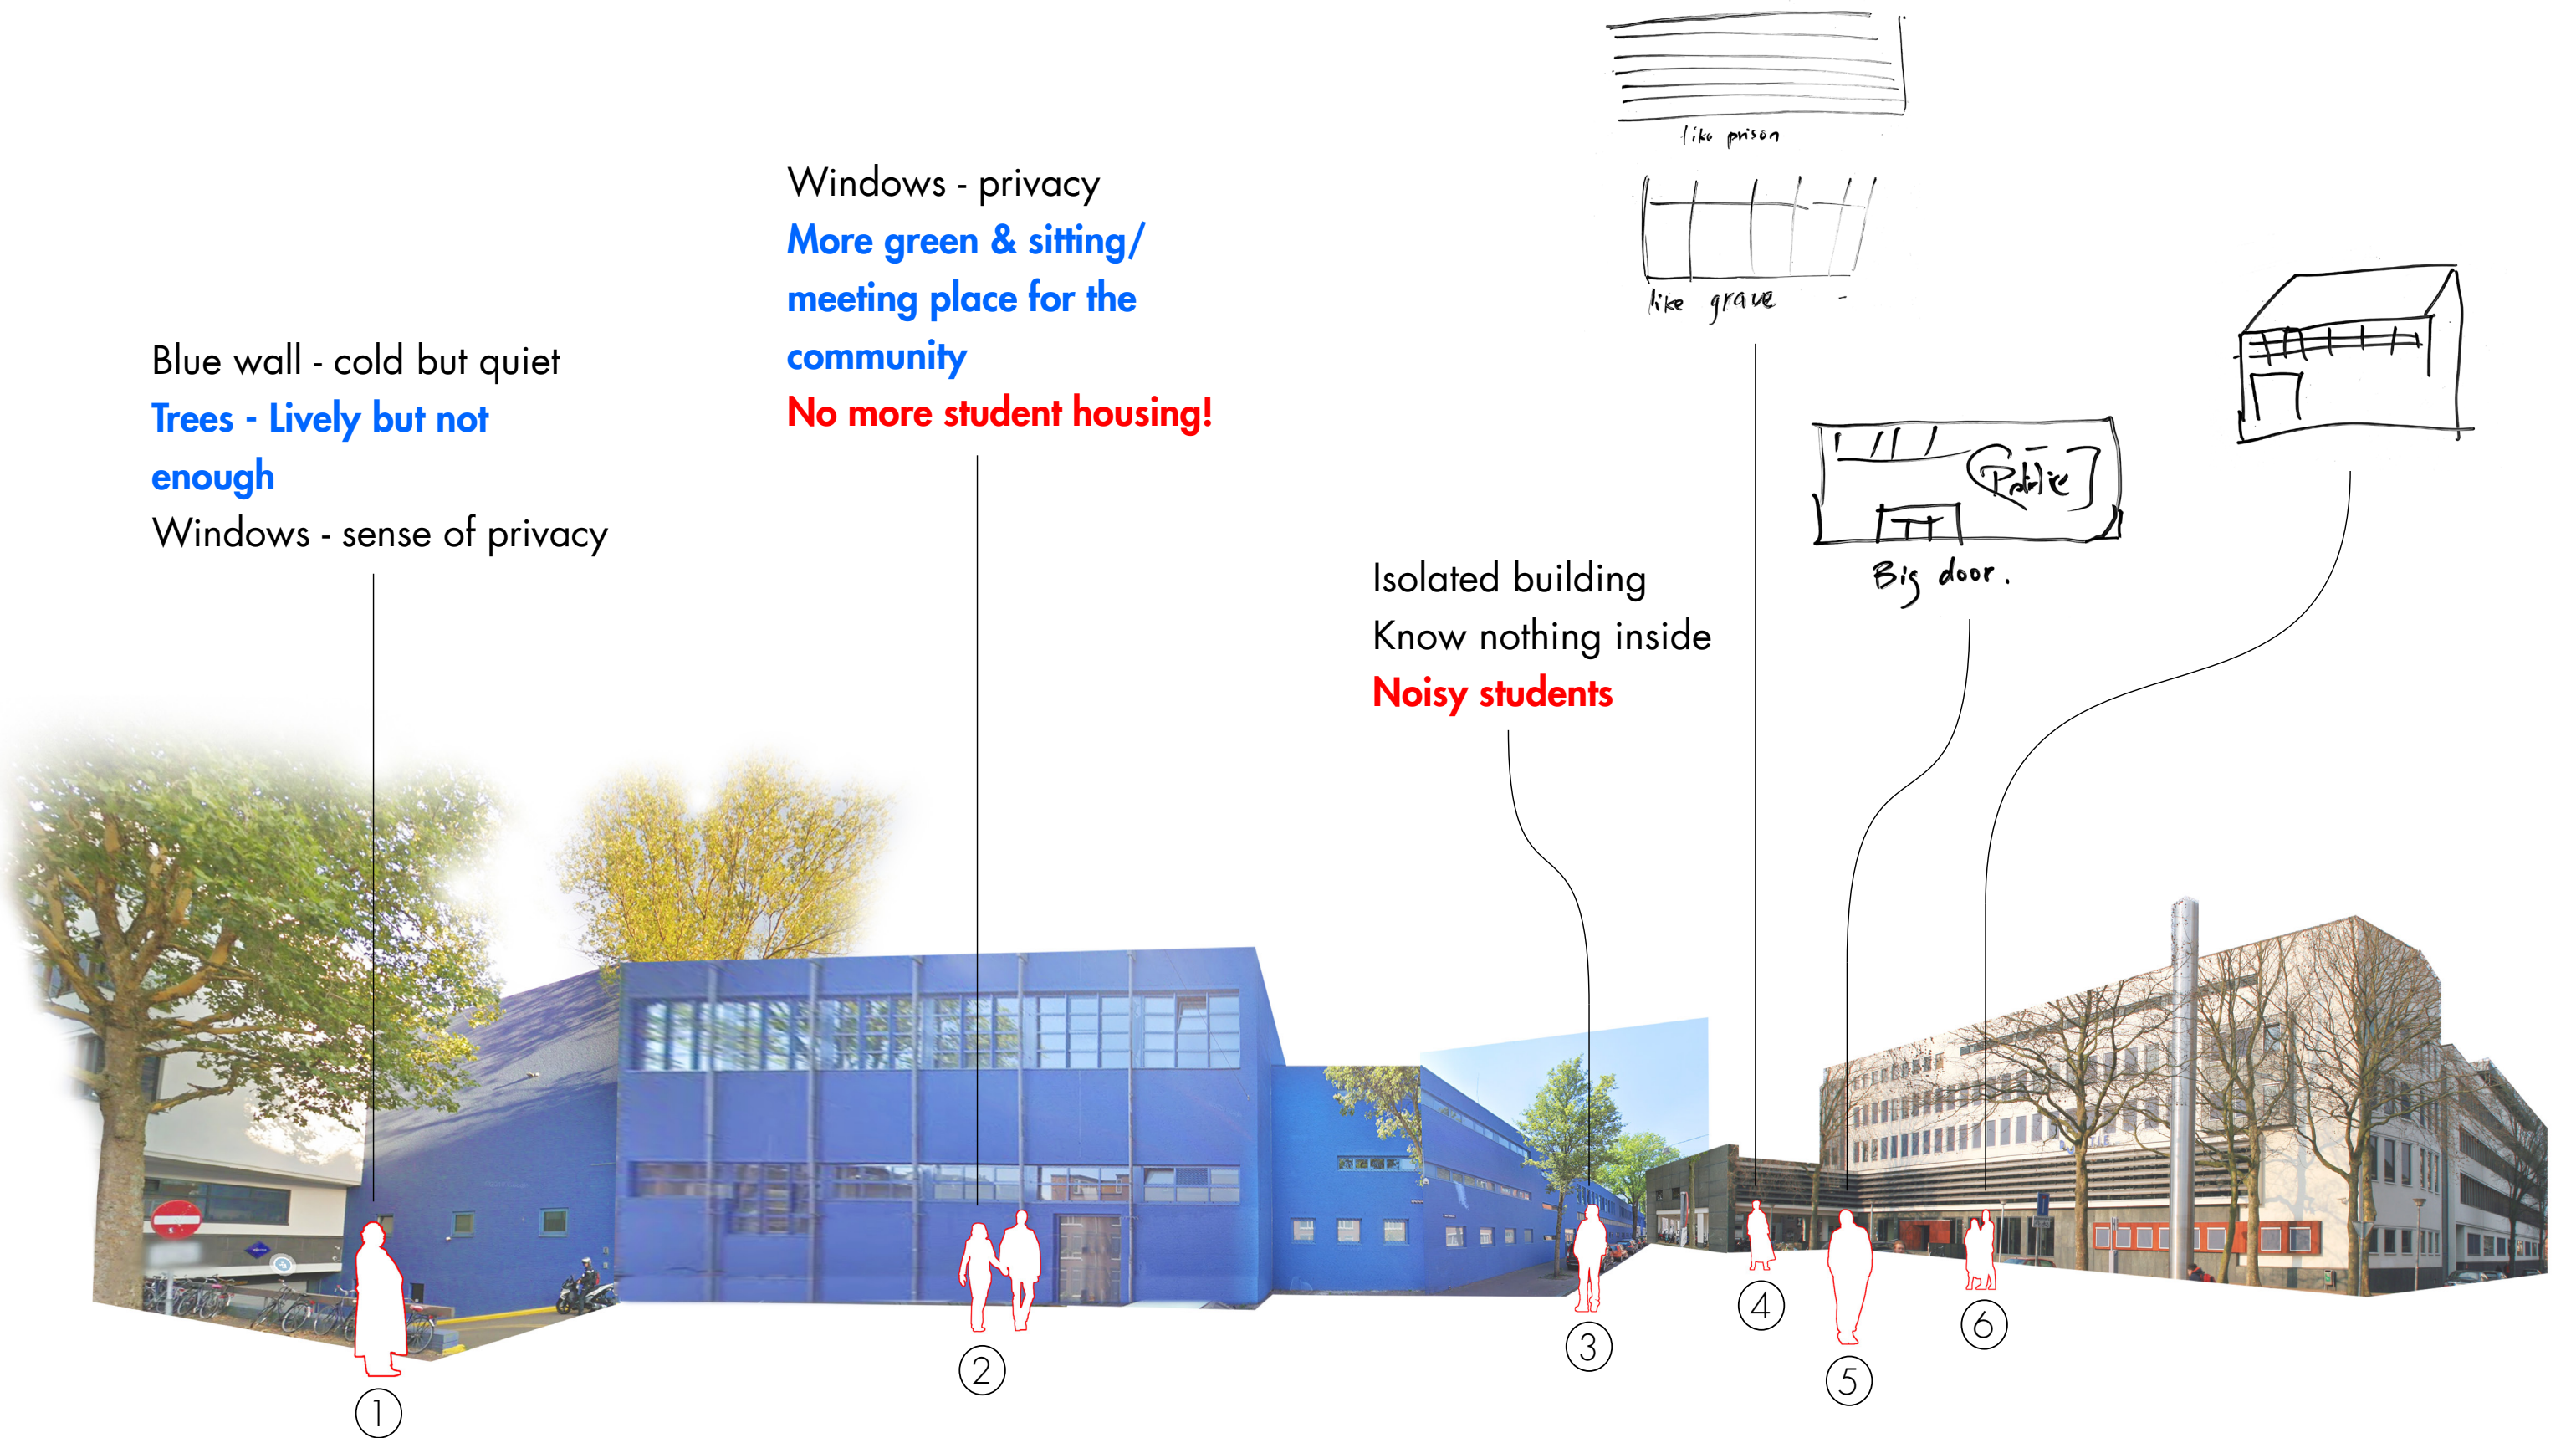 like prison
like grave
Windows - privacy
More green & sitting/
meeting place for the
community
No more student housing!
Blue wall - cold but quiet
Trees - Lively but not
enough
Windows - sense of privacy
Public
Big door.
Isolated building
Know nothing inside
Noisy students
1
2
3
4
5
6